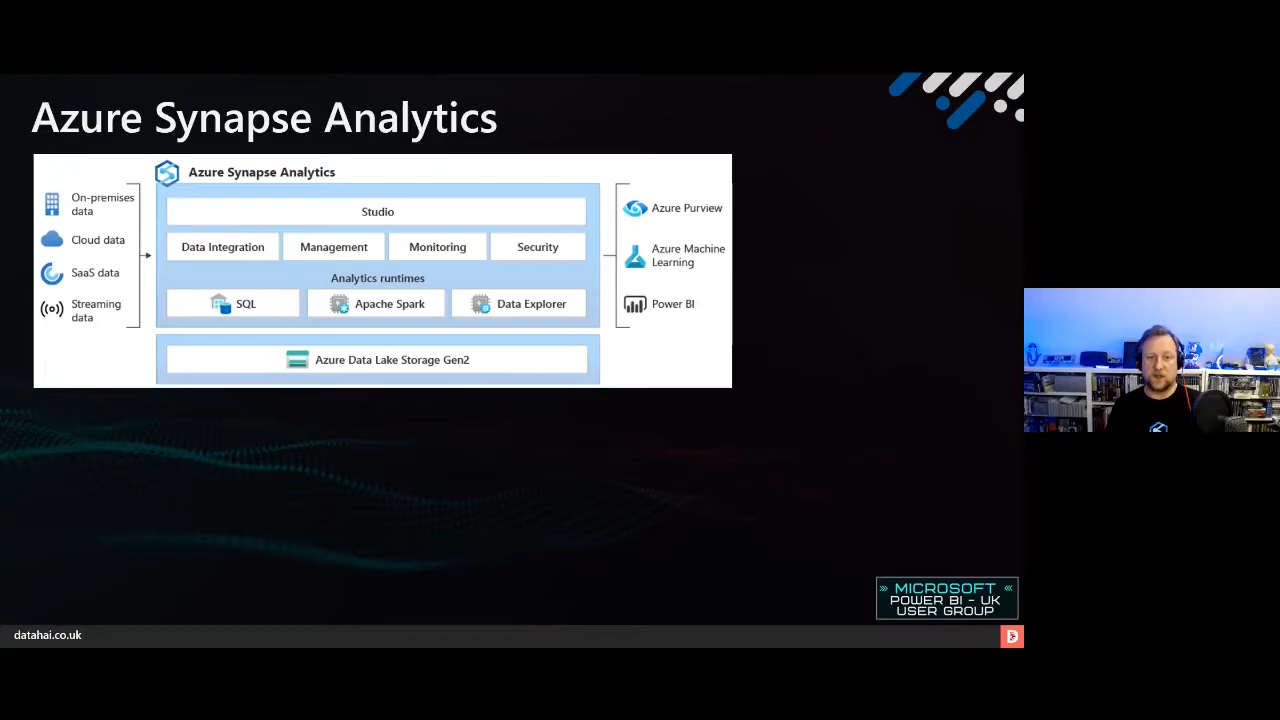 Azure Synapse Analytics
Azure Synapse Analytics
On-premises
data
Cloud data
SaaS data
Streaming
data
Studio
Data Integration
Management
Monitoring
Security
Analytics runtimes
SQL
Apache Spark
Data Explorer
Azure Data Lake Storage Gen2
Azure Purview
Azure Machine
Learning
Power BI
MICROSOFT
POWER BI - UK
USER GROUP
datahai.co.uk
D